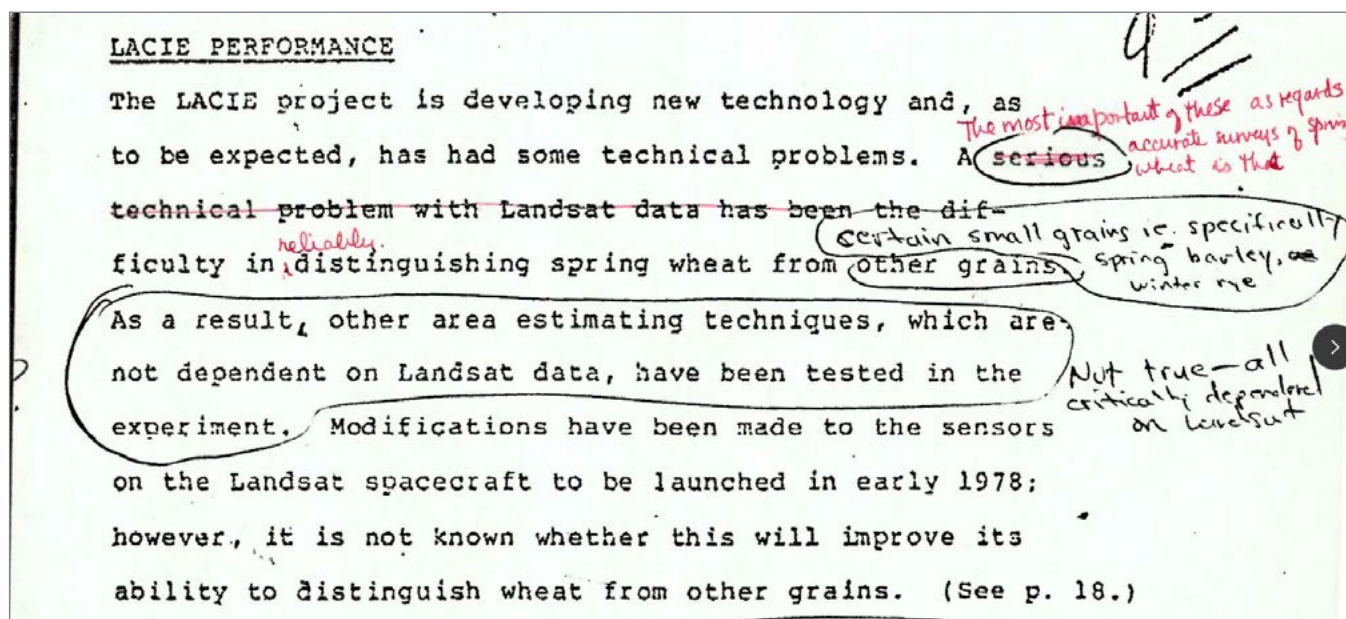 LACIE PERFORMANCE
The LACIE project is developing new technology and, as
The most important of these as regards
accurate surveys of sprin
wheat is that
to be expected, has had some technical problems. A serious
technical problem with Landsat data has been the dif-
certain small grains ie. specifically
spring barley,
winter rye
reliably
ficulty in distinguishing spring wheat from other grains.
As a result, other area estimating techniques, which are
not dependent on Landsat data, have been tested in the
Not true — all
critically dependent
on Landsat
experiment. Modifications have been made to the sensors
on the Landsat spacecraft to be launched in early 1978;
however, it is not known whether this will improve its
ability to distinguish wheat from other grains. (See p. 18.)